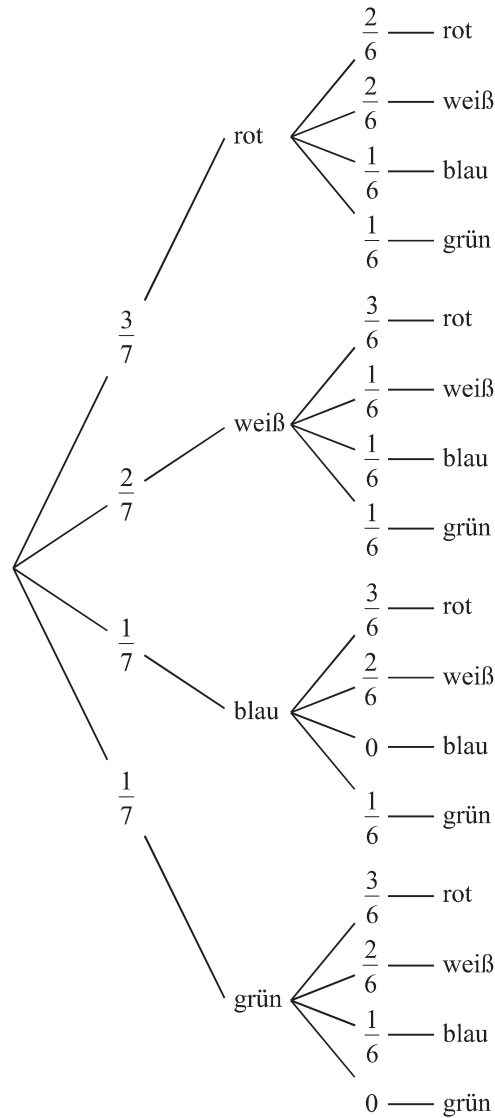 2/6 rot
2/6 weiß
rot
1/6 blau
1/6 grün
3/7
3/6 rot
1/6 weiß
weiß
1/6 blau
2/7
1/6 grün
3/6 rot
1/7
2/6 weiß
blau
0 blau
1/7
1/6 grün
3/6 rot
2/6 weiß
grün
1/6 blau
0 grün